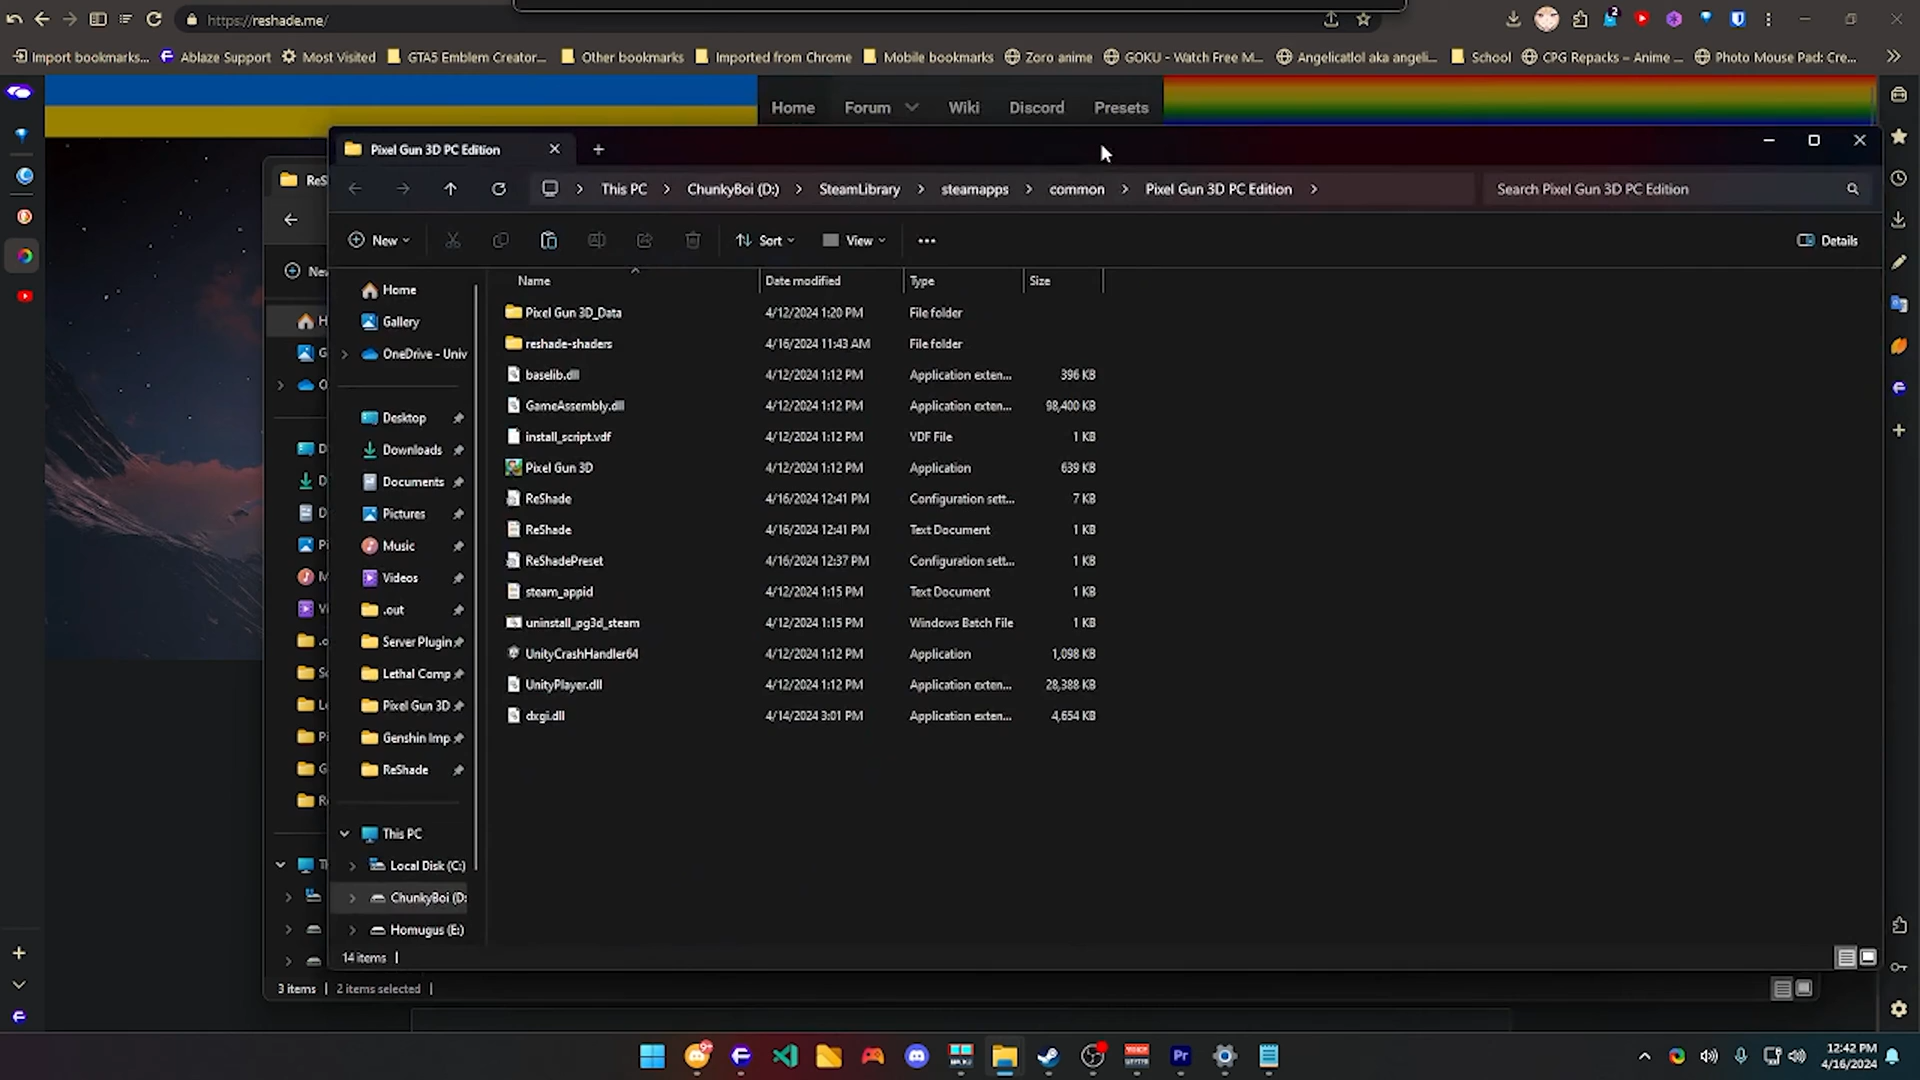 https://reshade.me/
2
Import bookmarks...
Ablaze Support
Most Visited
GTA5 Emblem Creator...
Other bookmarks
Imported from Chrome
Mobile bookmarks
Zoro anime
GOKU - Watch Free M...
Angelicatlol aka angeli...
School
CPG Repacks – Anime ...
Photo Mouse Pad: Cre...
Home
Forum
Wiki
Discord
Presets
Pixel Gun 3D PC Edition
This PC
ChunkyBoi (D:)
SteamLibrary
steamapps
common
Pixel Gun 3D PC Edition
Search Pixel Gun 3D PC Edition
New
Sort
View
Details
Name
Date modified
Type
Size
Pixel Gun 3D_Data 4/12/2024 1:20 PM File folder
reshade-shaders 4/16/2024 11:43 AM File folder
baselib.dll 4/12/2024 1:12 PM Application exten... 396 KB
GameAssembly.dll 4/12/2024 1:12 PM Application exten... 98,400 KB
install_script.vdf 4/12/2024 1:12 PM VDF File 1 KB
Pixel Gun 3D 4/12/2024 1:12 PM Application 639 KB
ReShade 4/16/2024 12:41 PM Configuration sett... 7 KB
ReShade 4/16/2024 12:41 PM Text Document 1 KB
ReShadePreset 4/16/2024 12:37 PM Configuration sett... 1 KB
steam_appid 4/12/2024 1:15 PM Text Document 1 KB
uninstall_pg3d_steam 4/12/2024 1:15 PM Windows Batch File 1 KB
UnityCrashHandler64 4/12/2024 1:12 PM Application 1,098 KB
UnityPlayer.dll 4/12/2024 1:12 PM Application exten... 28,388 KB
dxgi.dll 4/14/2024 3:01 PM Application exten... 4,654 KB
Home
Gallery
OneDrive - Univ
Desktop
Downloads
Documents
Pictures
Music
Videos
.out
Server Plugin
Lethal Comp
Pixel Gun 3D
Genshin Imp
ReShade
This PC
Local Disk (C:)
ChunkyBoi (D:
Homugus (E:)
14 items
3 items
2 items selected
12:42 PM
4/16/2024